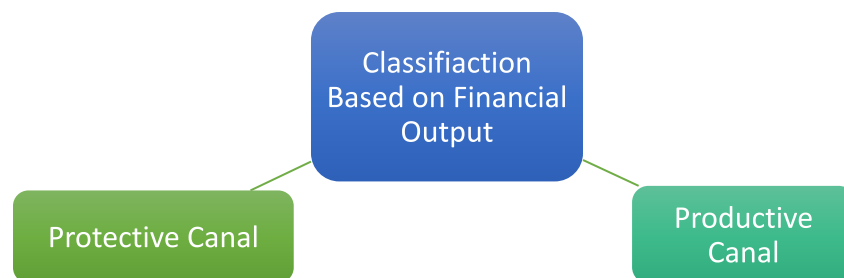 Classifiaction
Based on Financial
Output
Protective Canal
Productive
Canal